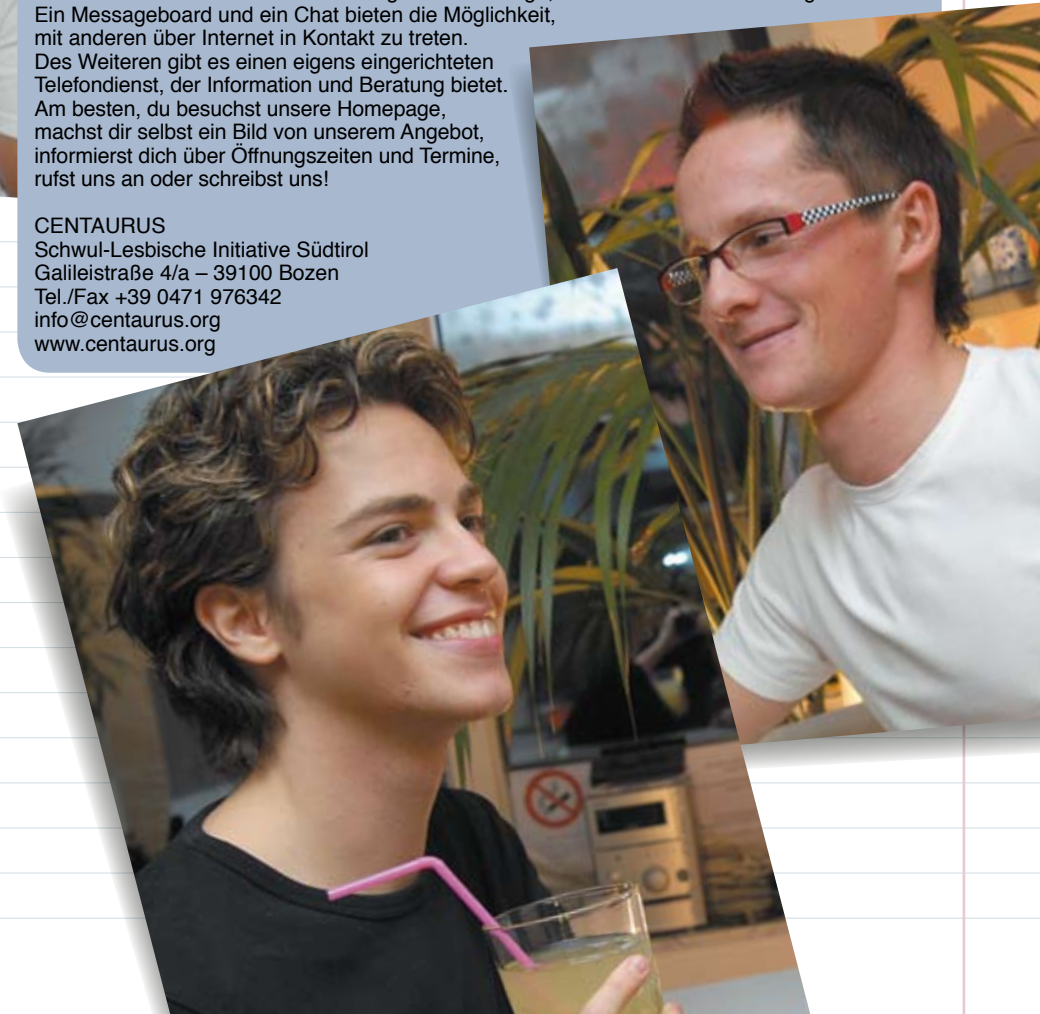 Ein Messageboard und ein Chat bieten die Möglichkeit,
mit anderen über Internet in Kontakt zu treten.
Des Weiteren gibt es einen eigens eingerichteten
Telefondienst, der Information und Beratung bietet.
Am besten, du besuchst unsere Homepage,
machst dir selbst ein Bild von unserem Angebot,
informierst dich über Öffnungszeiten und Termine,
rufst uns an oder schreibst uns!
CENTAURUS
Schwul-Lesbische Initiative Südtirol
Galileistraße 4/a – 39100 Bozen
Tel./Fax +39 0471 976342
info@centaurus.org
www.centaurus.org